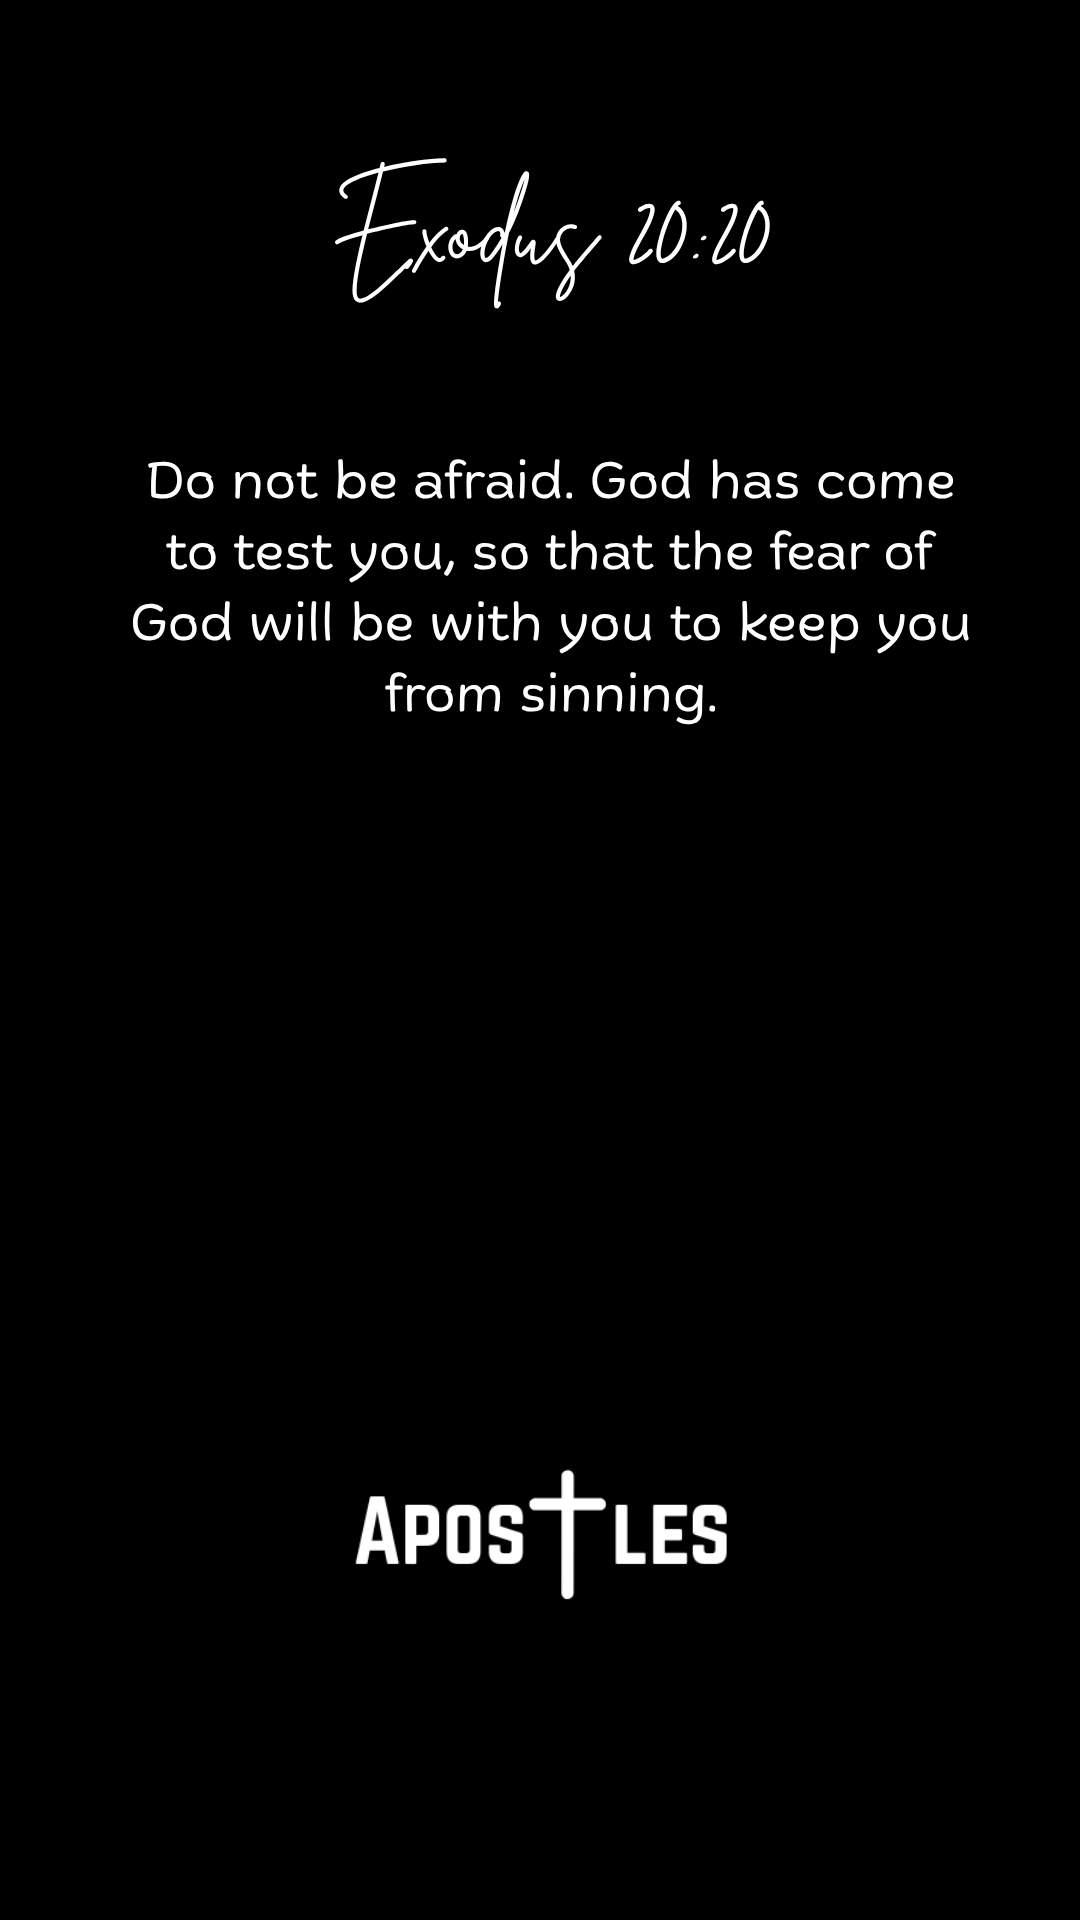 Exodus 20:20
Do not be afraid. God has come
to test you, so that the fear of
God will be with you to keep you
from sinning.
APOSTLES